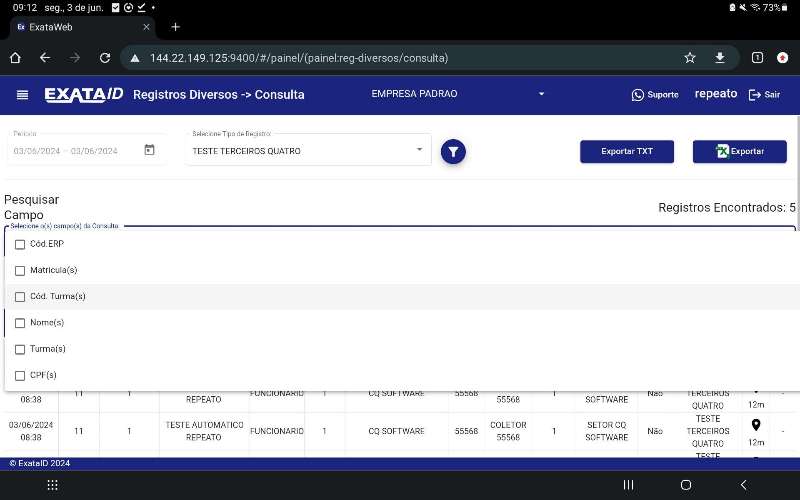 09:12 seg., 3 de jun.
73%
ExataWeb
144.22.149.125:9400/#/painel/(painel:reg-diversos/consulta)
1
EXATAID Registros Diversos -> Consulta
EMPRESA PADRAO
Suporte
repeato
Sair
Período
03/06/2024 – 03/06/2024
Selecione Tipo de Registro:
TESTE TERCEIROS QUATRO
Exportar TXT
Exportar
Pesquisar
Campo
Registros Encontrados: 5
Selecione o(s) campo(s) da Consulta
Cód.ERP
Matricula(s)
Cód. Turma(s)
Nome(s)
Turma(s)
CPF(s)
08:38 11 1 REPEATO FUNCIONARIO 1 CQ SOFTWARE 55568 55568 1 SOFTWARE Não TERCEIROS QUATRO 12m -
03/06/2024 08:38 11 1 TESTE AUTOMATICO REPEATO FUNCIONARIO 1 CQ SOFTWARE 55568 COLETOR 55568 1 SETOR CQ SOFTWARE Não TESTE TERCEIROS QUATRO 12m -
TESTE
© ExataID 2024